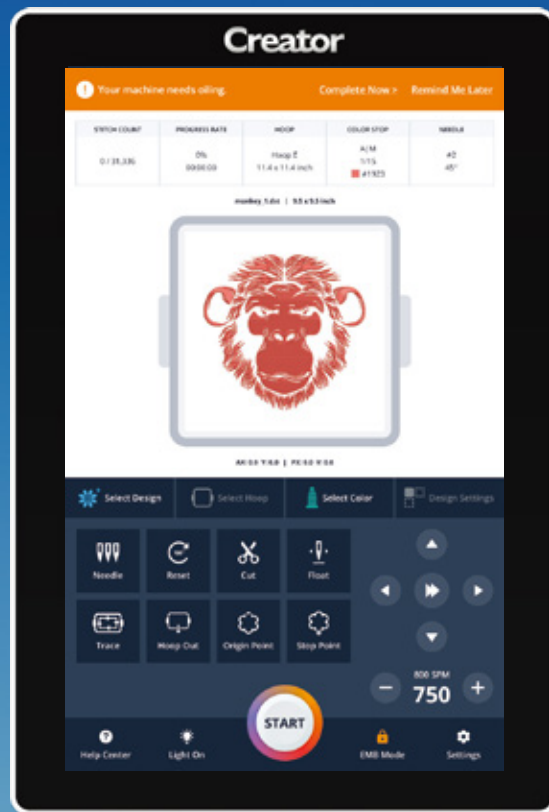 Creator
Your machine needs oiling. Complete Now > Remind Me Later
STITCH COUNT PROGRESS RATE HOOP COLOR STOP NEEDLE
0 / 31,336 0% Hoop E A | M #2
00:00:00 11.4 x 11.4 inch 1/15 45°
#1923
monkey_1.dst | 9.5 x 9.5 inch
Select Design Select Hoop Select Color Design Settings
Needle Reset Cut Float
Trace Hoop Out Origin Point Stop Point
800 SPM
750
START
Help Center Light On EMB Mode Settings